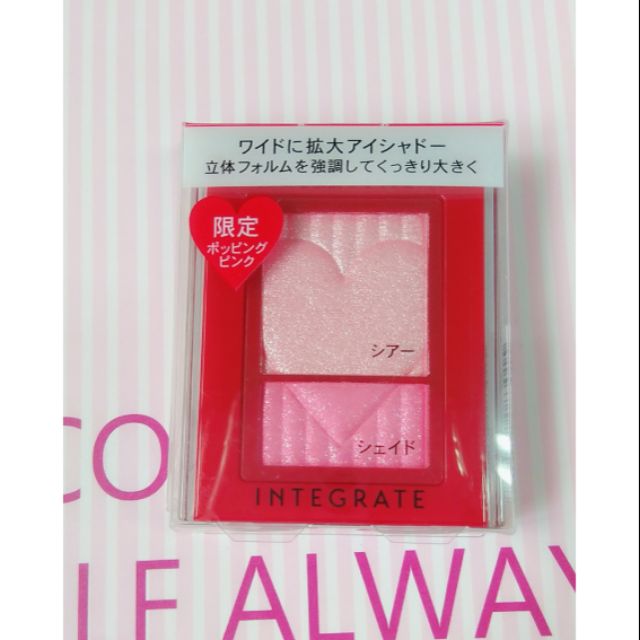 ワイドに拡大アイシャドー
立体フォルムを強調してくっきり大きく
限定
ポッピング
ピンク
シアー
シェイド
INTEGRATE
CO
LE ALWAY